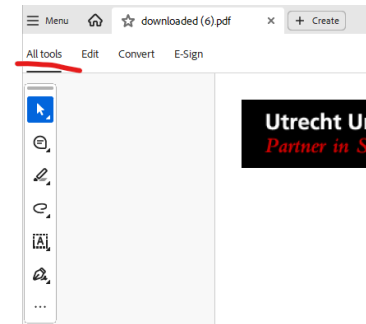 Menu downloaded (6).pdf × + Create
All tools Edit Convert E-Sign
Utrecht
Partner in